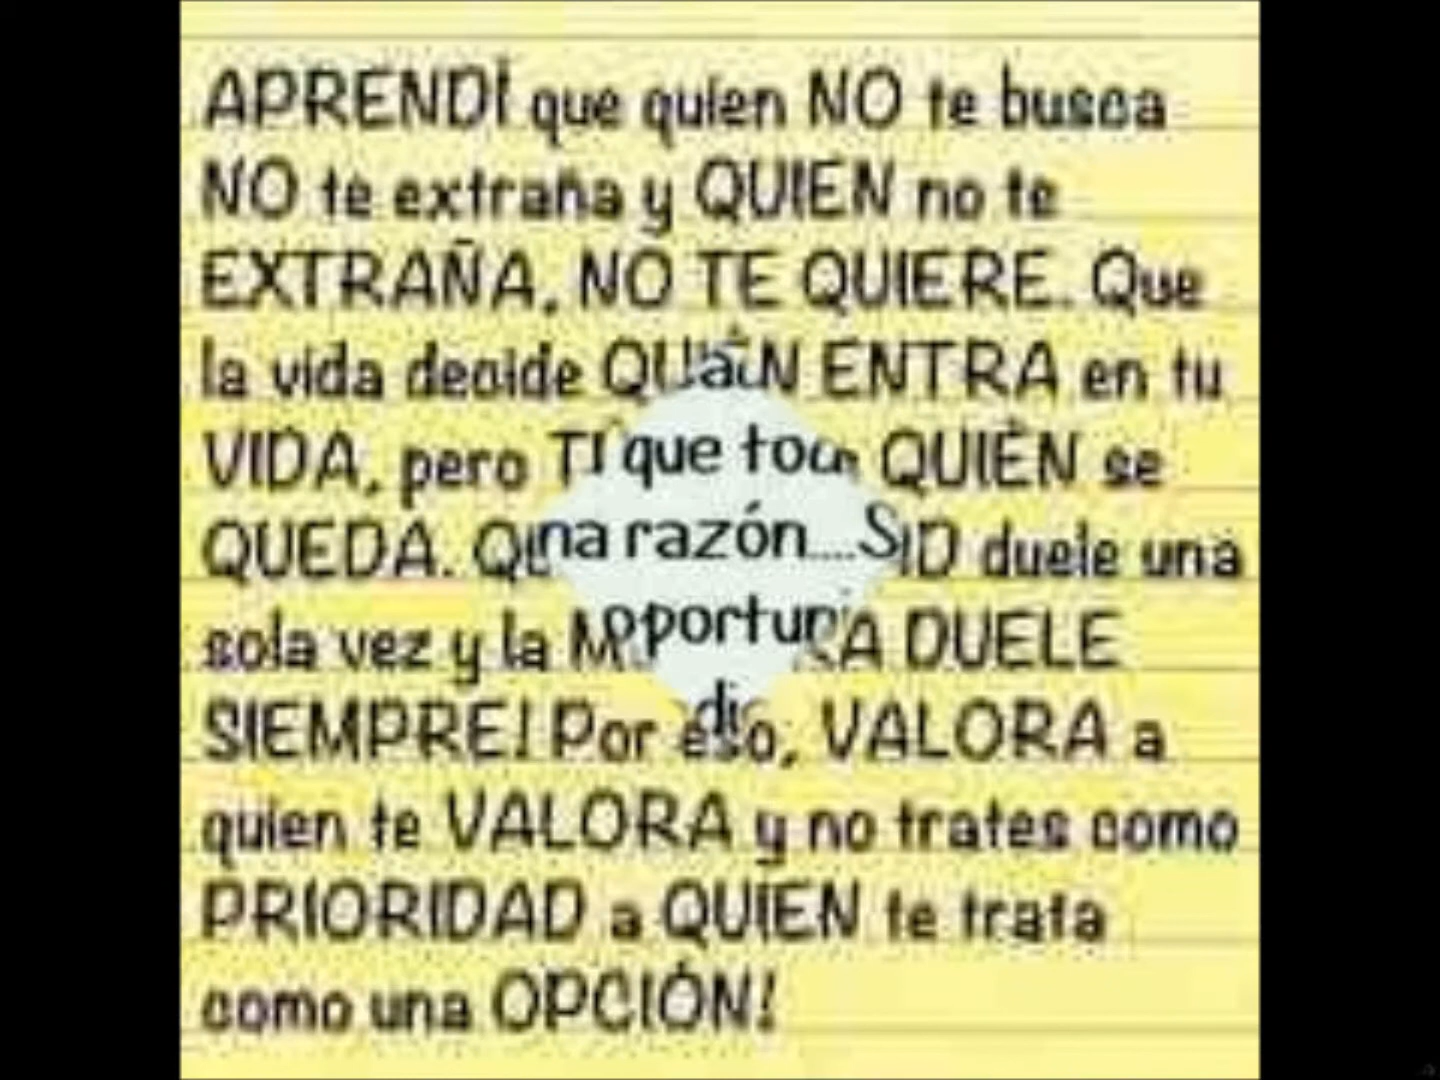 APRENDÍ que quien NO te busca
NO te extraña y QUIEN no te
EXTRAÑA, NO TE QUIERE. Que
la vida decide ENTRA en tu
VIDA, pero QUIÉN se
QUEDA. duele una
sola vez y la DUELE
SIEMPRE! Por eso, VALORA a
quien te VALORA y no trates como
PRIORIDAD a QUIEN te trata
como una OPCIÓN!
que
razón....